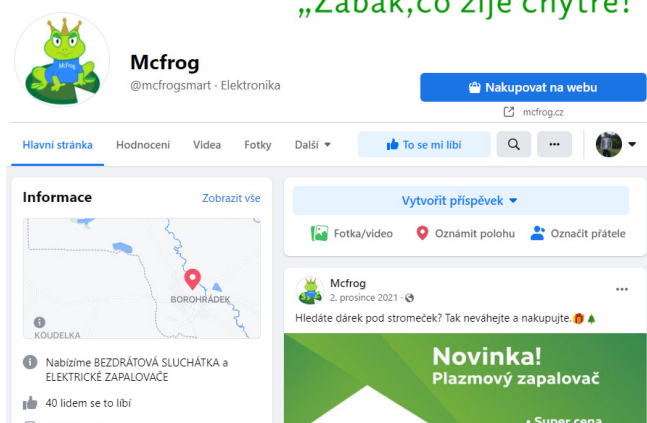 „Žabák,co žije chytře!
Mcfrog
Mcfrog
@mcfrogsmart · Elektronika
Nakupovat na webu
mcfrog.cz
Hlavní stránka Hodnocení Videa Fotky Další To se mi líbí
Informace Zobrazit vše
BOROHRÁDEK
KOUDELKA
Nabízíme BEZDRÁTOVÁ SLUCHÁTKA a
ELEKTRICKÉ ZAPALOVAČE
40 lidem se to líbí
Vytvořit příspěvek
Fotka/video Oznámit polohu Označit přátele
Mcfrog
2. prosince 2021 ·
Hledáte dárek pod stromeček? Tak neváhejte a nakupujte.🎁🎄
Novinka!
Plazmový zapalovač
• Super cena